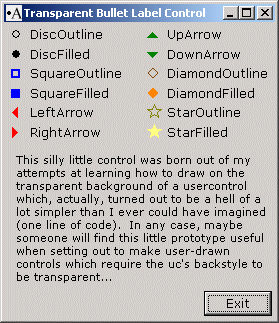 Transparent Bullet Label Control
DiscOutline UpArrow
DiscFilled DownArrow
SquareOutline DiamondOutline
SquareFilled DiamondFilled
LeftArrow StarOutline
RightArrow StarFilled
This silly little control was born out of my
attempts at learning how to draw on the
transparent background of a usercontrol
which, actually, turned out to be a hell of a
lot simpler than I ever could have imagined
(one line of code).  In any case, maybe
someone will find this little prototype useful
when setting out to make user-drawn
controls which require the uc's backstyle to
be transparent...
Exit